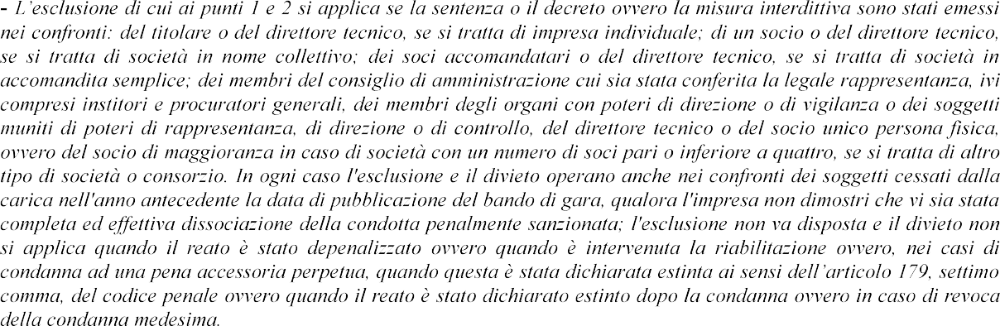 - L'esclusione di cui ai punti 1 e 2 si applica se la sentenza o il decreto ovvero la misura interdittiva sono stati emessi
nei confronti: del titolare o del direttore tecnico, se si tratta di impresa individuale; di un socio o del direttore tecnico,
se si tratta di società in nome collettivo; dei soci accomandatari o del direttore tecnico, se si tratta di società in
accomandita semplice; dei membri del consiglio di amministrazione cui sia stata conferita la legale rappresentanza, ivi
compresi institori e procuratori generali, dei membri degli organi con poteri di direzione o di vigilanza o dei soggetti
muniti di poteri di rappresentanza, di direzione o di controllo, del direttore tecnico o del socio unico persona fisica,
ovvero del socio di maggioranza in caso di società con un numero di soci pari o inferiore a quattro, se si tratta di altro
tipo di società o consorzio. In ogni caso l'esclusione e il divieto operano anche nei confronti dei soggetti cessati dalla
carica nell'anno antecedente la data di pubblicazione del bando di gara, qualora l'impresa non dimostri che vi sia stata
completa ed effettiva dissociazione della condotta penalmente sanzionata; l'esclusione non va disposta e il divieto non
si applica quando il reato è stato depenalizzato ovvero quando è intervenuta la riabilitazione ovvero, nei casi di
condanna ad una pena accessoria perpetua, quando questa è stata dichiarata estinta ai sensi dell'articolo 179, settimo
comma, del codice penale ovvero quando il reato è stato dichiarato estinto dopo la condanna ovvero in caso di revoca
della condanna medesima.